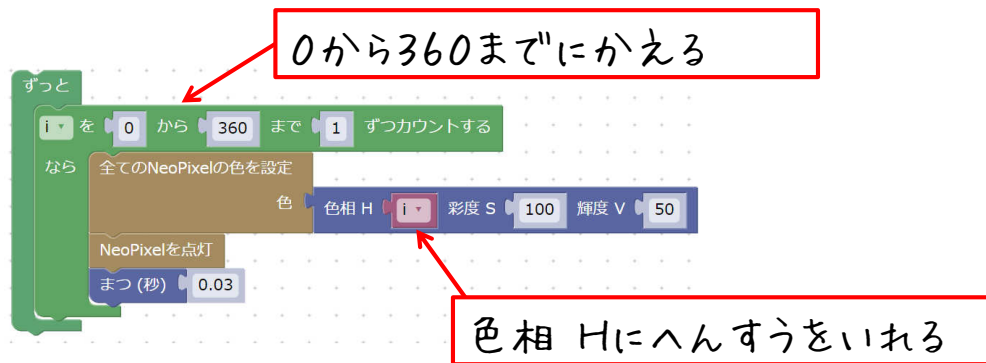 0から360までにかえる
ずっと
i を 0 から 360 まで 1 ずつカウントする
なら 全てのNeoPixelの色を設定
色 色相 H i 彩度 S 100 輝度 V 50
NeoPixelを点灯
まつ (秒) 0.03
色相 Hにへんすうをいれる